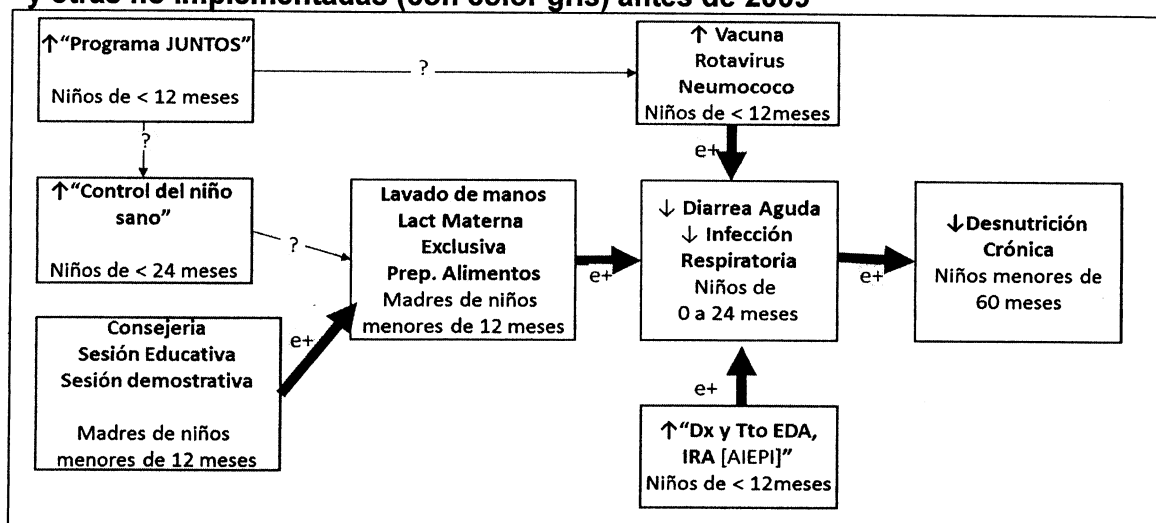 y otras no implementadas (con color gris) antes de 2009
↑“Programa JUNTOS”
Niños de < 12 meses
?
↑ Vacuna
Rotavirus
Neumococo
Niños de < 12meses
?
e+
↑“Control del niño
sano”
Niños de < 24 meses
?
Lavado de manos
Lact Materna
Exclusiva
Prep. Alimentos
Madres de niños
menores de 12 meses
e+
↓ Diarrea Aguda
↓ Infección
Respiratoria
Niños de
0 a 24 meses
e+
↓Desnutrición
Crónica
Niños menores de
60 meses
Consejeria
Sesión Educativa
Sesión demostrativa
Madres de niños
menores de 12 meses
e+
e+
↑“Dx y Tto EDA,
IRA [AIEPI]”
Niños de < 12meses